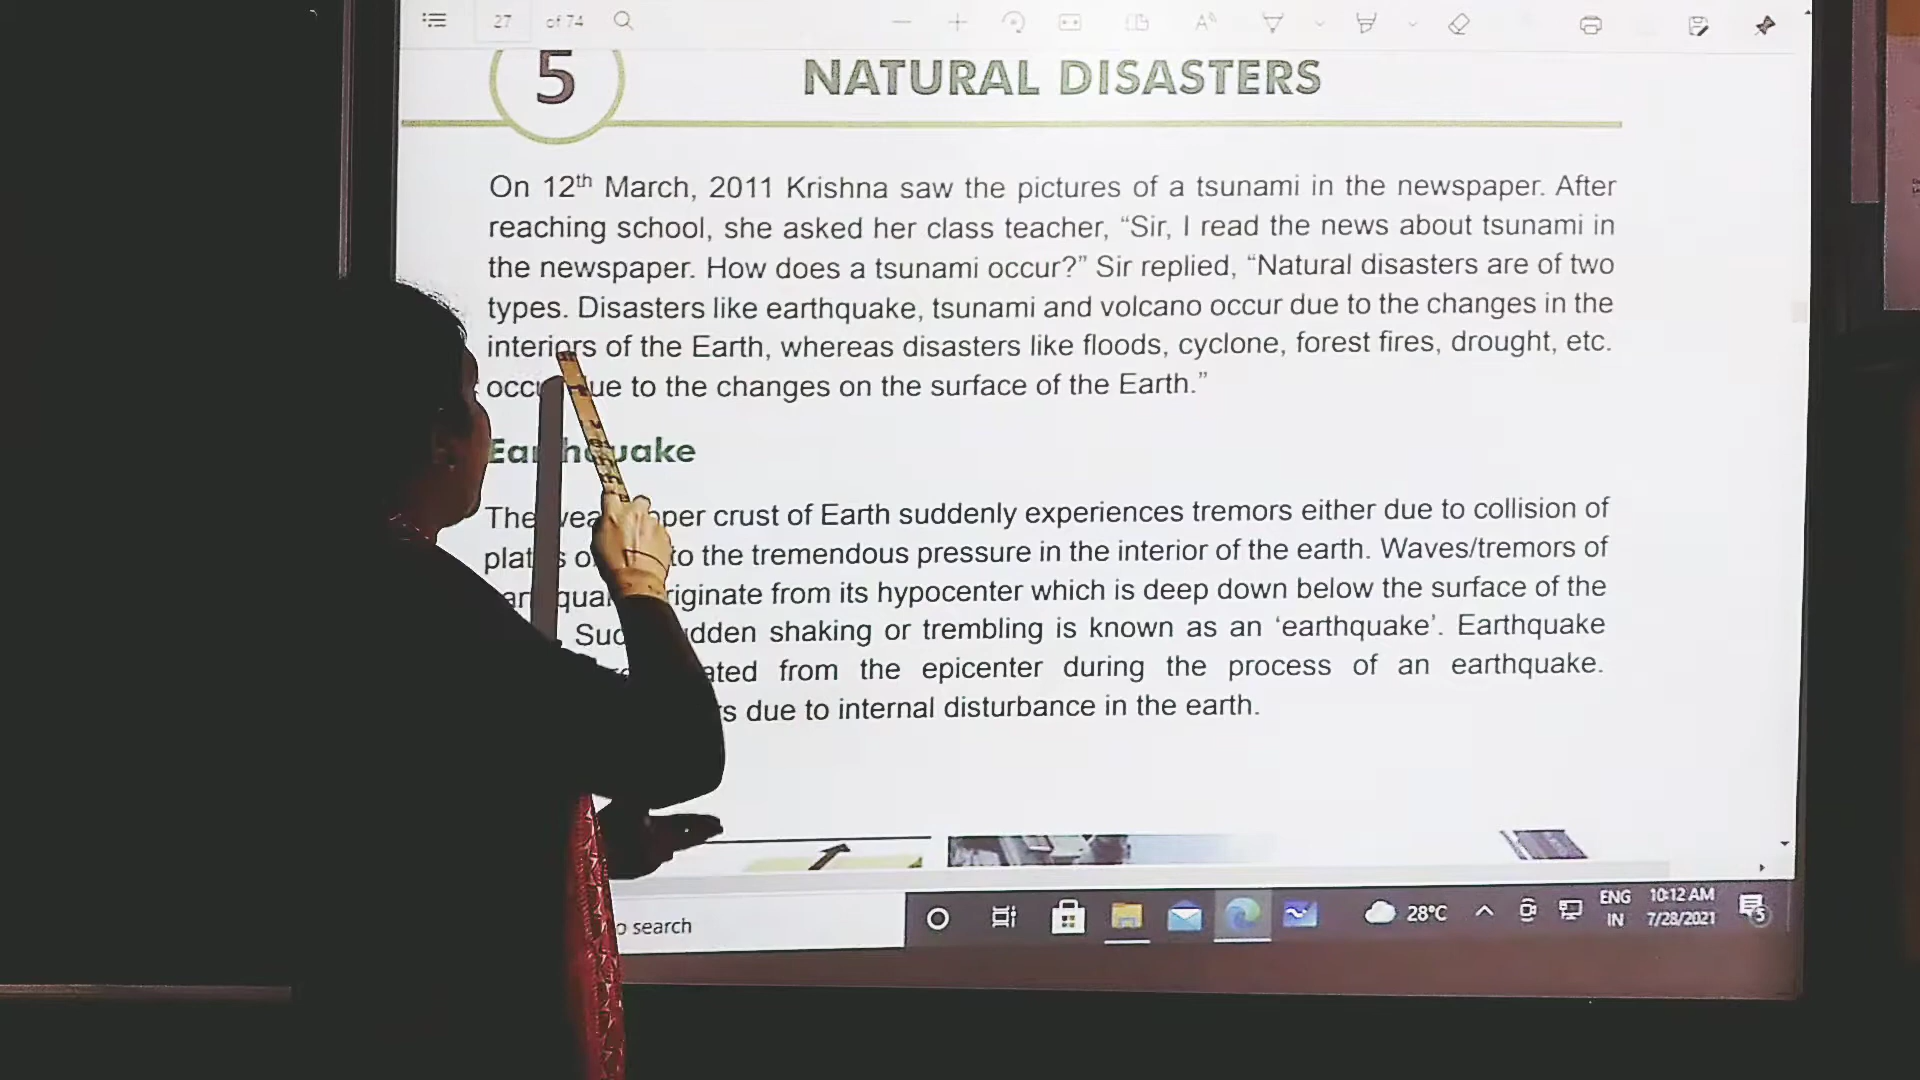 27 of 74
5 NATURAL DISASTERS
On 12th March, 2011 Krishna saw the pictures of a tsunami in the newspaper. After
reaching school, she asked her class teacher, “Sir, I read the news about tsunami in
the newspaper. How does a tsunami occur?” Sir replied, “Natural disasters are of two
types. Disasters like earthquake, tsunami and volcano occur due to the changes in the
interiors of the Earth, whereas disasters like floods, cyclone, forest fires, drought, etc.
due to the changes on the surface of the Earth.”
Earthquake
The crust of Earth suddenly experiences tremors either due to collision of
to the tremendous pressure in the interior of the earth. Waves/tremors of
originate from its hypocenter which is deep down below the surface of the
shaking or trembling is known as an ‘earthquake’. Earthquake
from the epicenter during the process of an earthquake.
due to internal disturbance in the earth.
search
28°C
ENG 10:12 AM
IN 7/28/2021
5